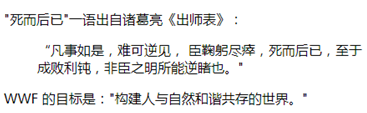 "死而后已"一语出自诸葛亮《出师表》：
“凡事如是，难可逆见， 臣鞠躬尽瘁，死而后已，至于
成败利钝，非臣之明所能逆睹也。"
WWF 的目标是："构建人与自然和谐共存的世界。"